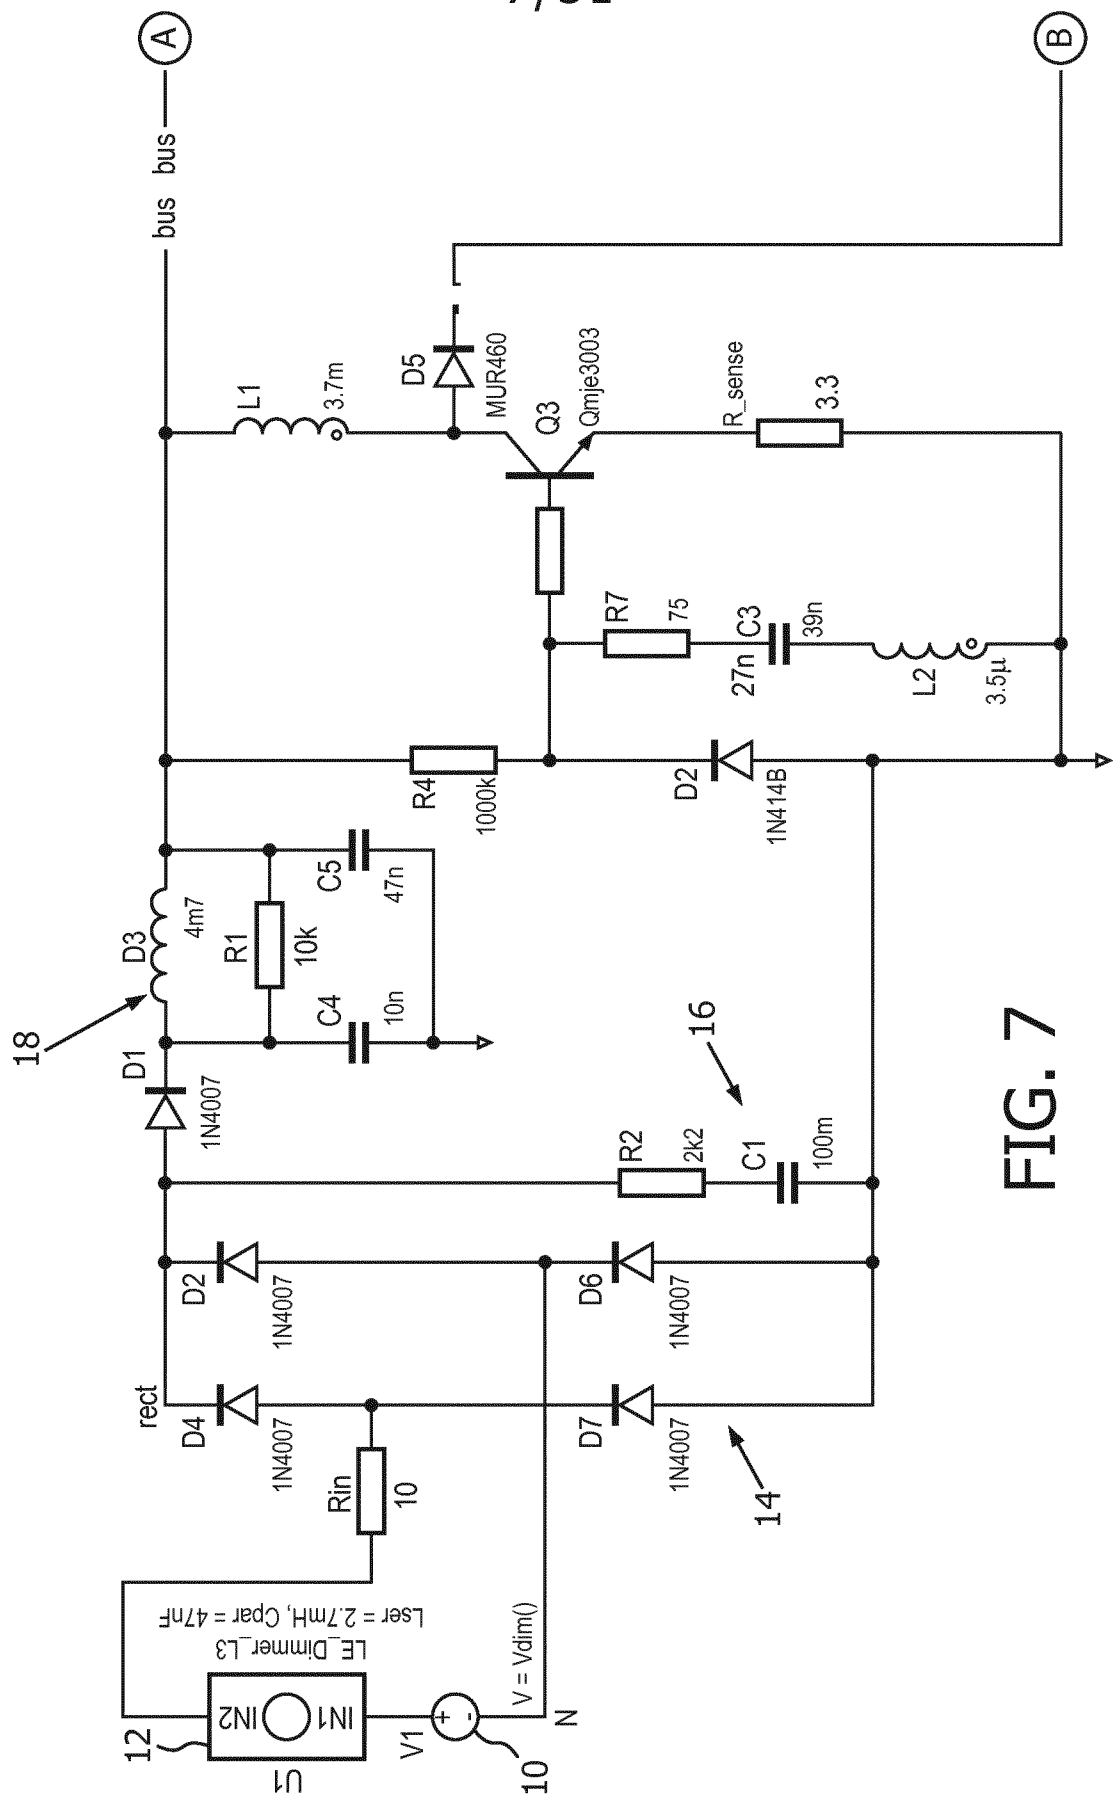 A
B
bus
bus
L1
3.7m
D5
MUR460
Q3
Qmje3003
R_sense
3.3
R7
75
C3
27n
39n
L2
3.5µ
R4
1000k
D2
1N414B
18
D3
4m7
R1
10k
C5
47n
C4
10n
D1
1N4007
16
R2
2k2
C1
100m
D2
1N4007
D6
1N4007
rect
D4
1N4007
D7
1N4007
14
Rin
10
Lser = 2.7mH, Cpar = 47nF
LE_Dimmer_L3
12
IN2
IN1
U1
V1
+
-
10
V = Vdim()
N
FIG. 7